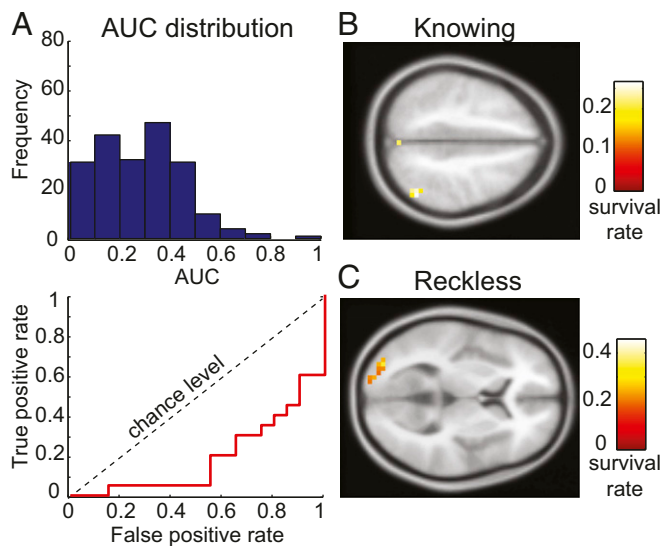 A
AUC distribution
80
60
40
20
0
Frequency
0
0.2
0.4
0.6
0.8
1
AUC
1
0.8
0.6
0.4
0.2
0
True positive rate
chance level
0
0.2
0.4
0.6
0.8
1
False positive rate
B
Knowing
0.2
0.1
0
survival
rate
C
Reckless
0.4
0.2
0
survival
rate